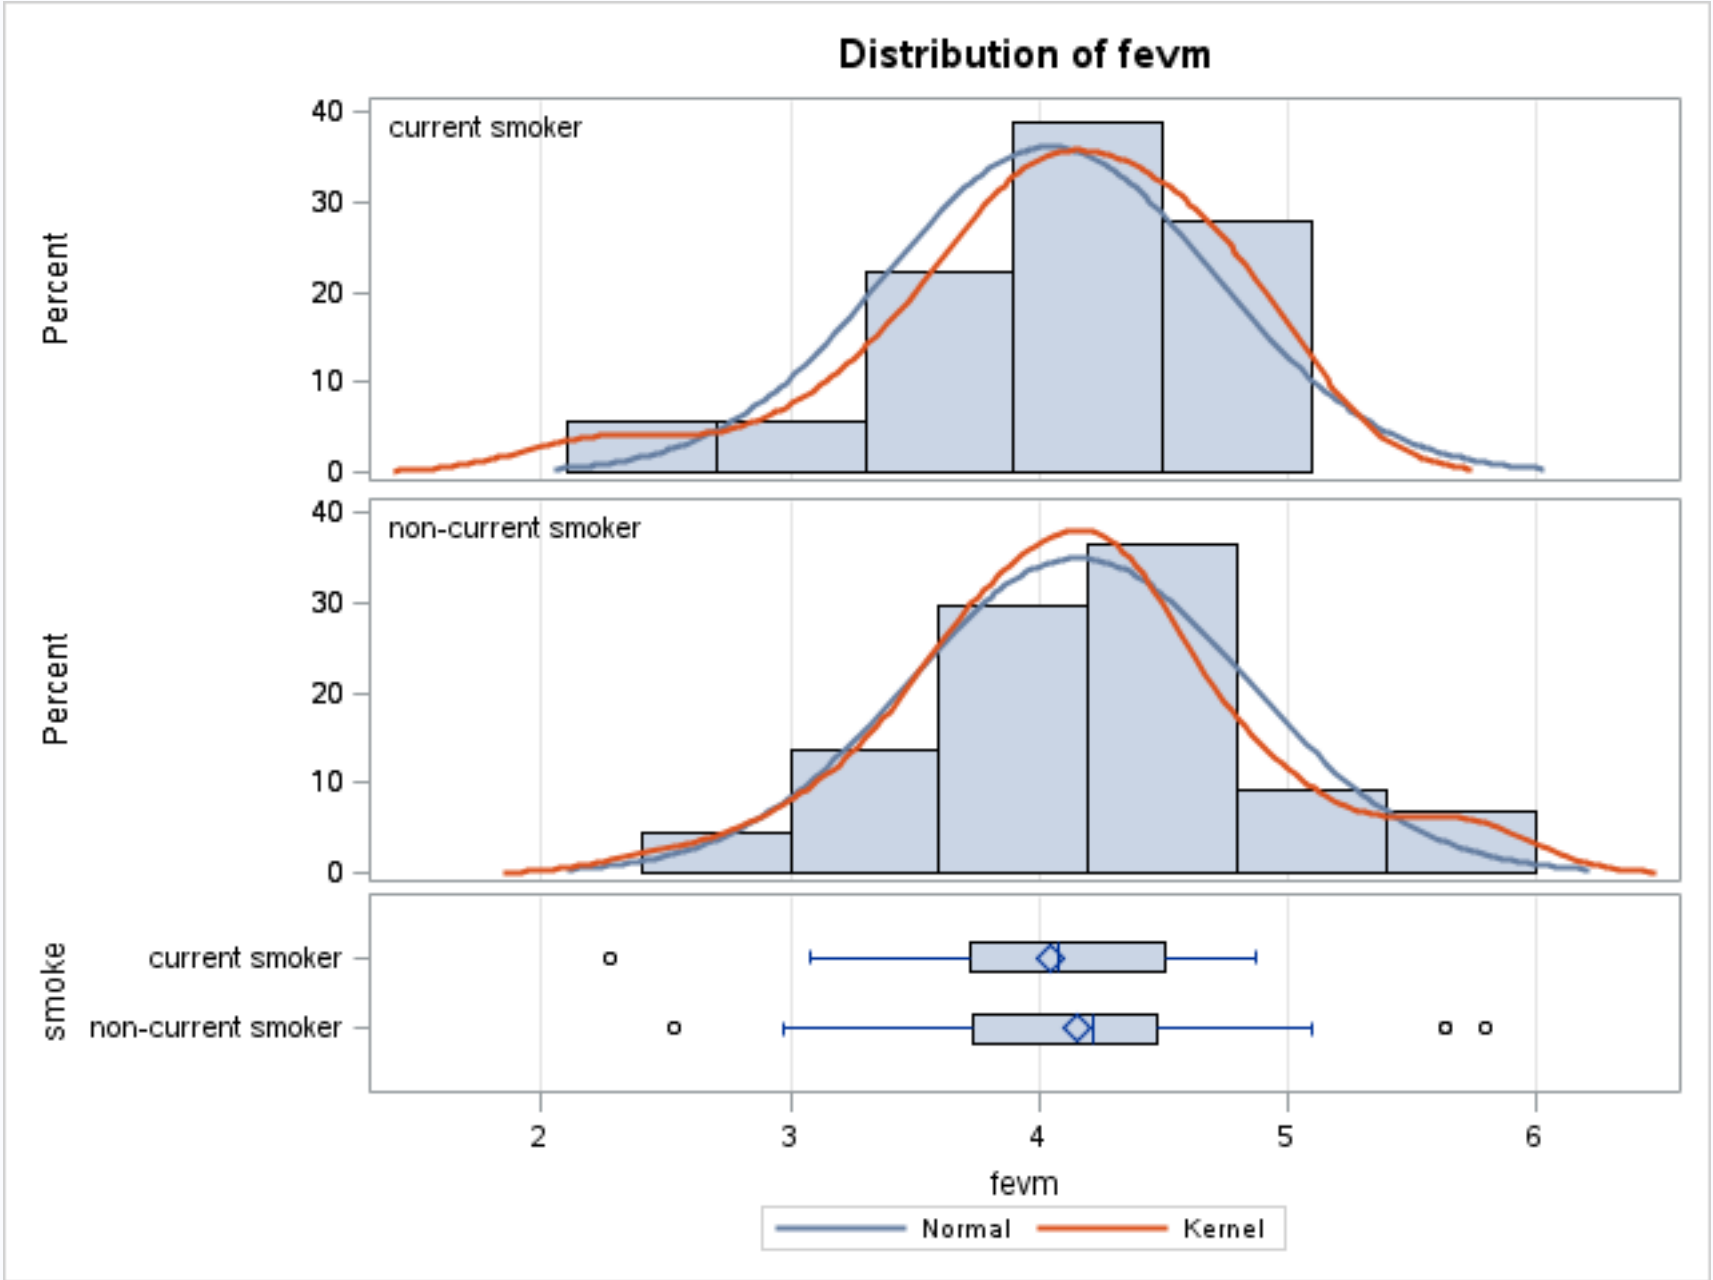 Distribution of fevm
40
30
20
10
0
Percent
current smoker
40
30
20
10
0
Percent
non-current smoker
smoke
current smoker
non-current smoker
2 3 4 5 6
fevm
Normal Kernel